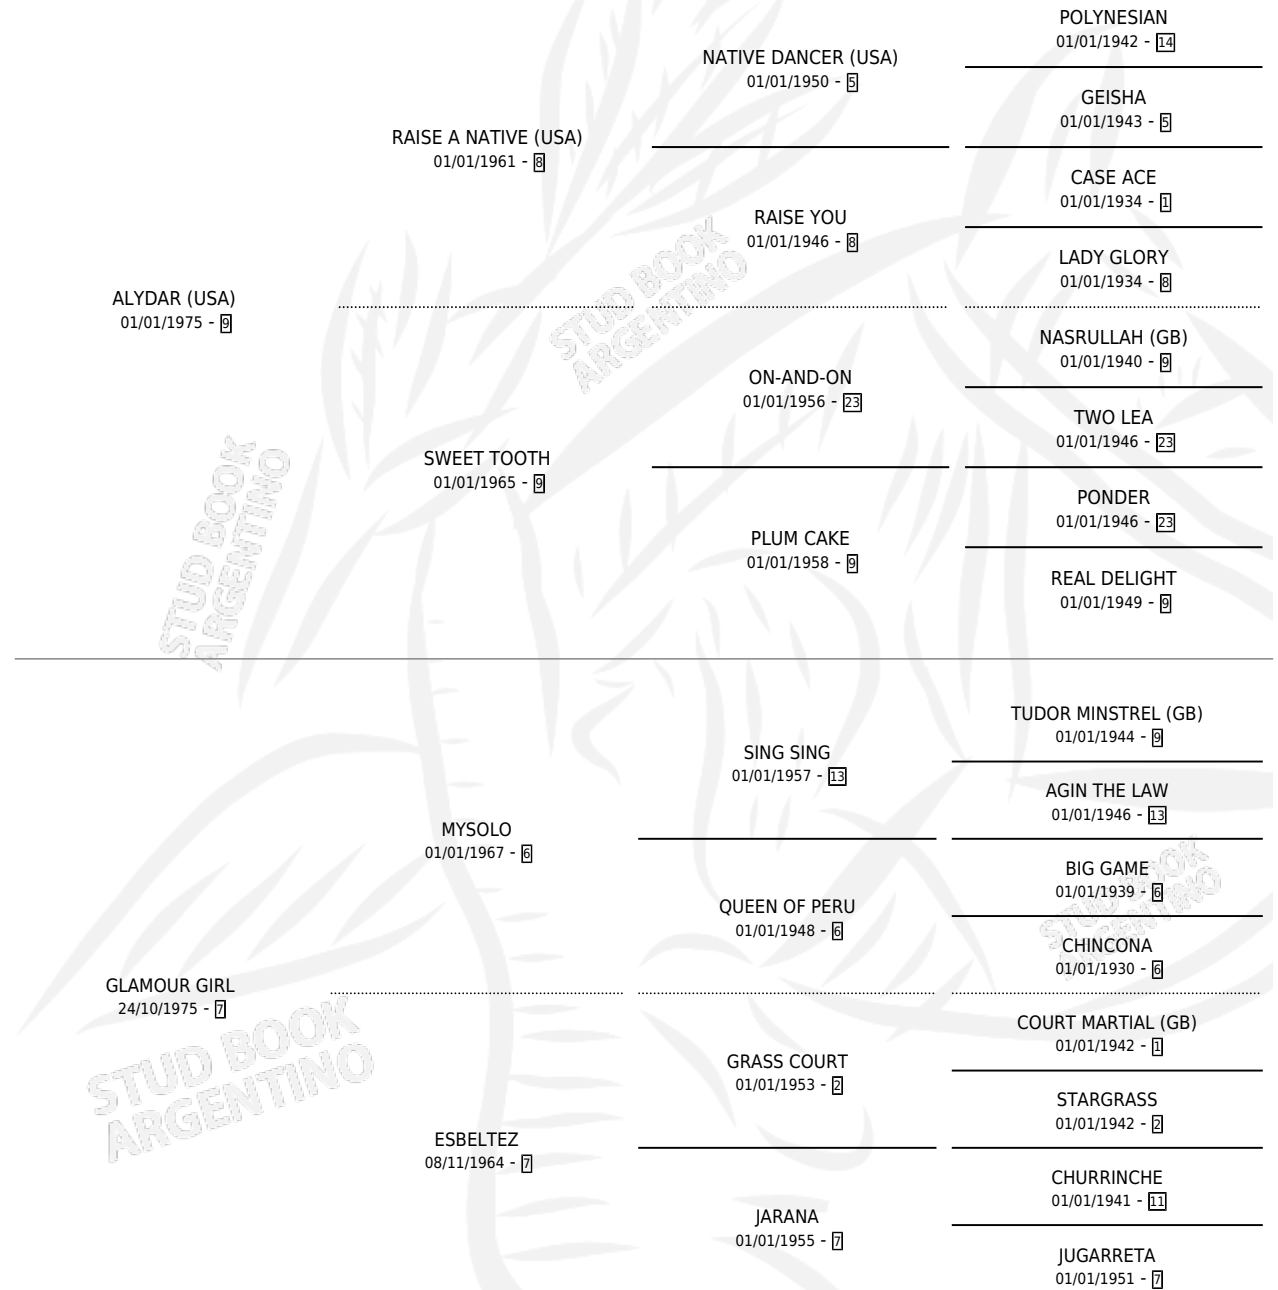 POLYNESIAN
01/01/1942 - 14
NATIVE DANCER (USA)
01/01/1950 - 5
GEISHA
01/01/1943 - 5
RAISE A NATIVE (USA)
01/01/1961 - 8
CASE ACE
01/01/1934 - 1
RAISE YOU
01/01/1946 - 8
LADY GLORY
01/01/1934 - 8
STUD BOOK
ARGENTINO
ALYDAR (USA)
01/01/1975 - 9
NASRULLAH (GB)
01/01/1940 - 9
ON-AND-ON
01/01/1956 - 23
TWO LEA
01/01/1946 - 23
SWEET TOOTH
01/01/1965 - 9
PONDER
01/01/1946 - 23
PLUM CAKE
01/01/1958 - 9
REAL DELIGHT
01/01/1949 - 9
STUD BOOK
ARGENTINO
TUDOR MINSTREL (GB)
01/01/1944 - 9
SING SING
01/01/1957 - 13
AGIN THE LAW
01/01/1946 - 13
MYSOLO
01/01/1967 - 6
BIG GAME
01/01/1939 - 6
QUEEN OF PERU
01/01/1948 - 6
CHINCONA
01/01/1930 - 6
STUD BOOK
ARGENTINO
GLAMOUR GIRL
24/10/1975 - 7
COURT MARTIAL (GB)
01/01/1942 - 1
GRASS COURT
01/01/1953 - 2
STARGRASS
01/01/1942 - 2
STUD BOOK
ARGENTINO
ESBELTEZ
08/11/1964 - 7
CHURRINCHE
01/01/1941 - 11
JARANA
01/01/1955 - 7
JUGARRETA
01/01/1951 - 7